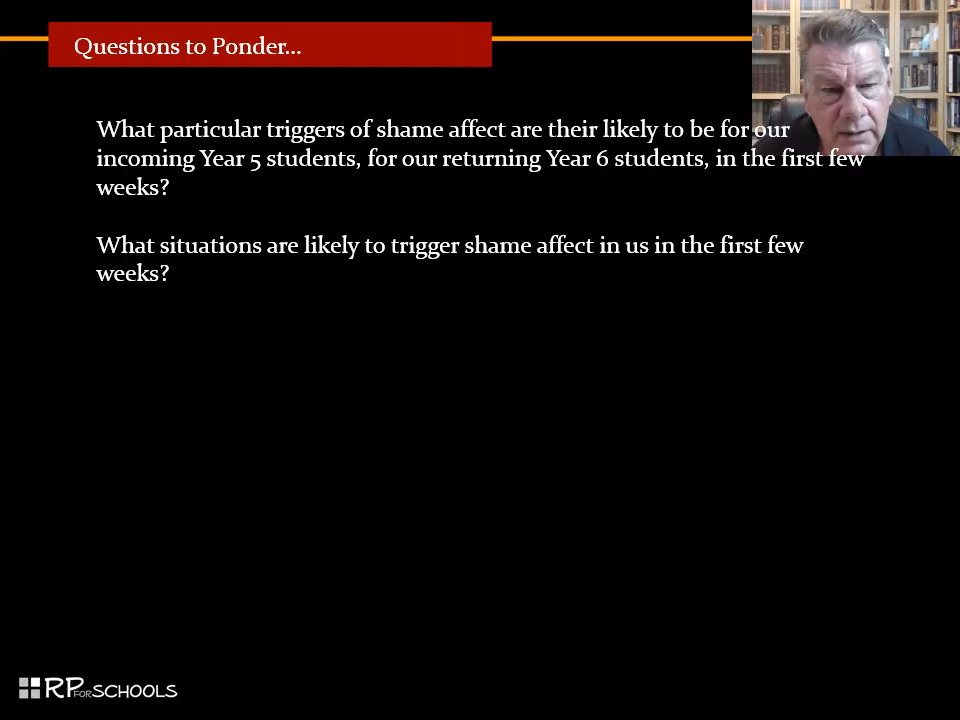 Questions to Ponder...
What particular triggers of shame affect are their likely to be for our
incoming Year 5 students, for our returning Year 6 students, in the first few
weeks?
What situations are likely to trigger shame affect in us in the first few
weeks?
RP FOR SCHOOLS